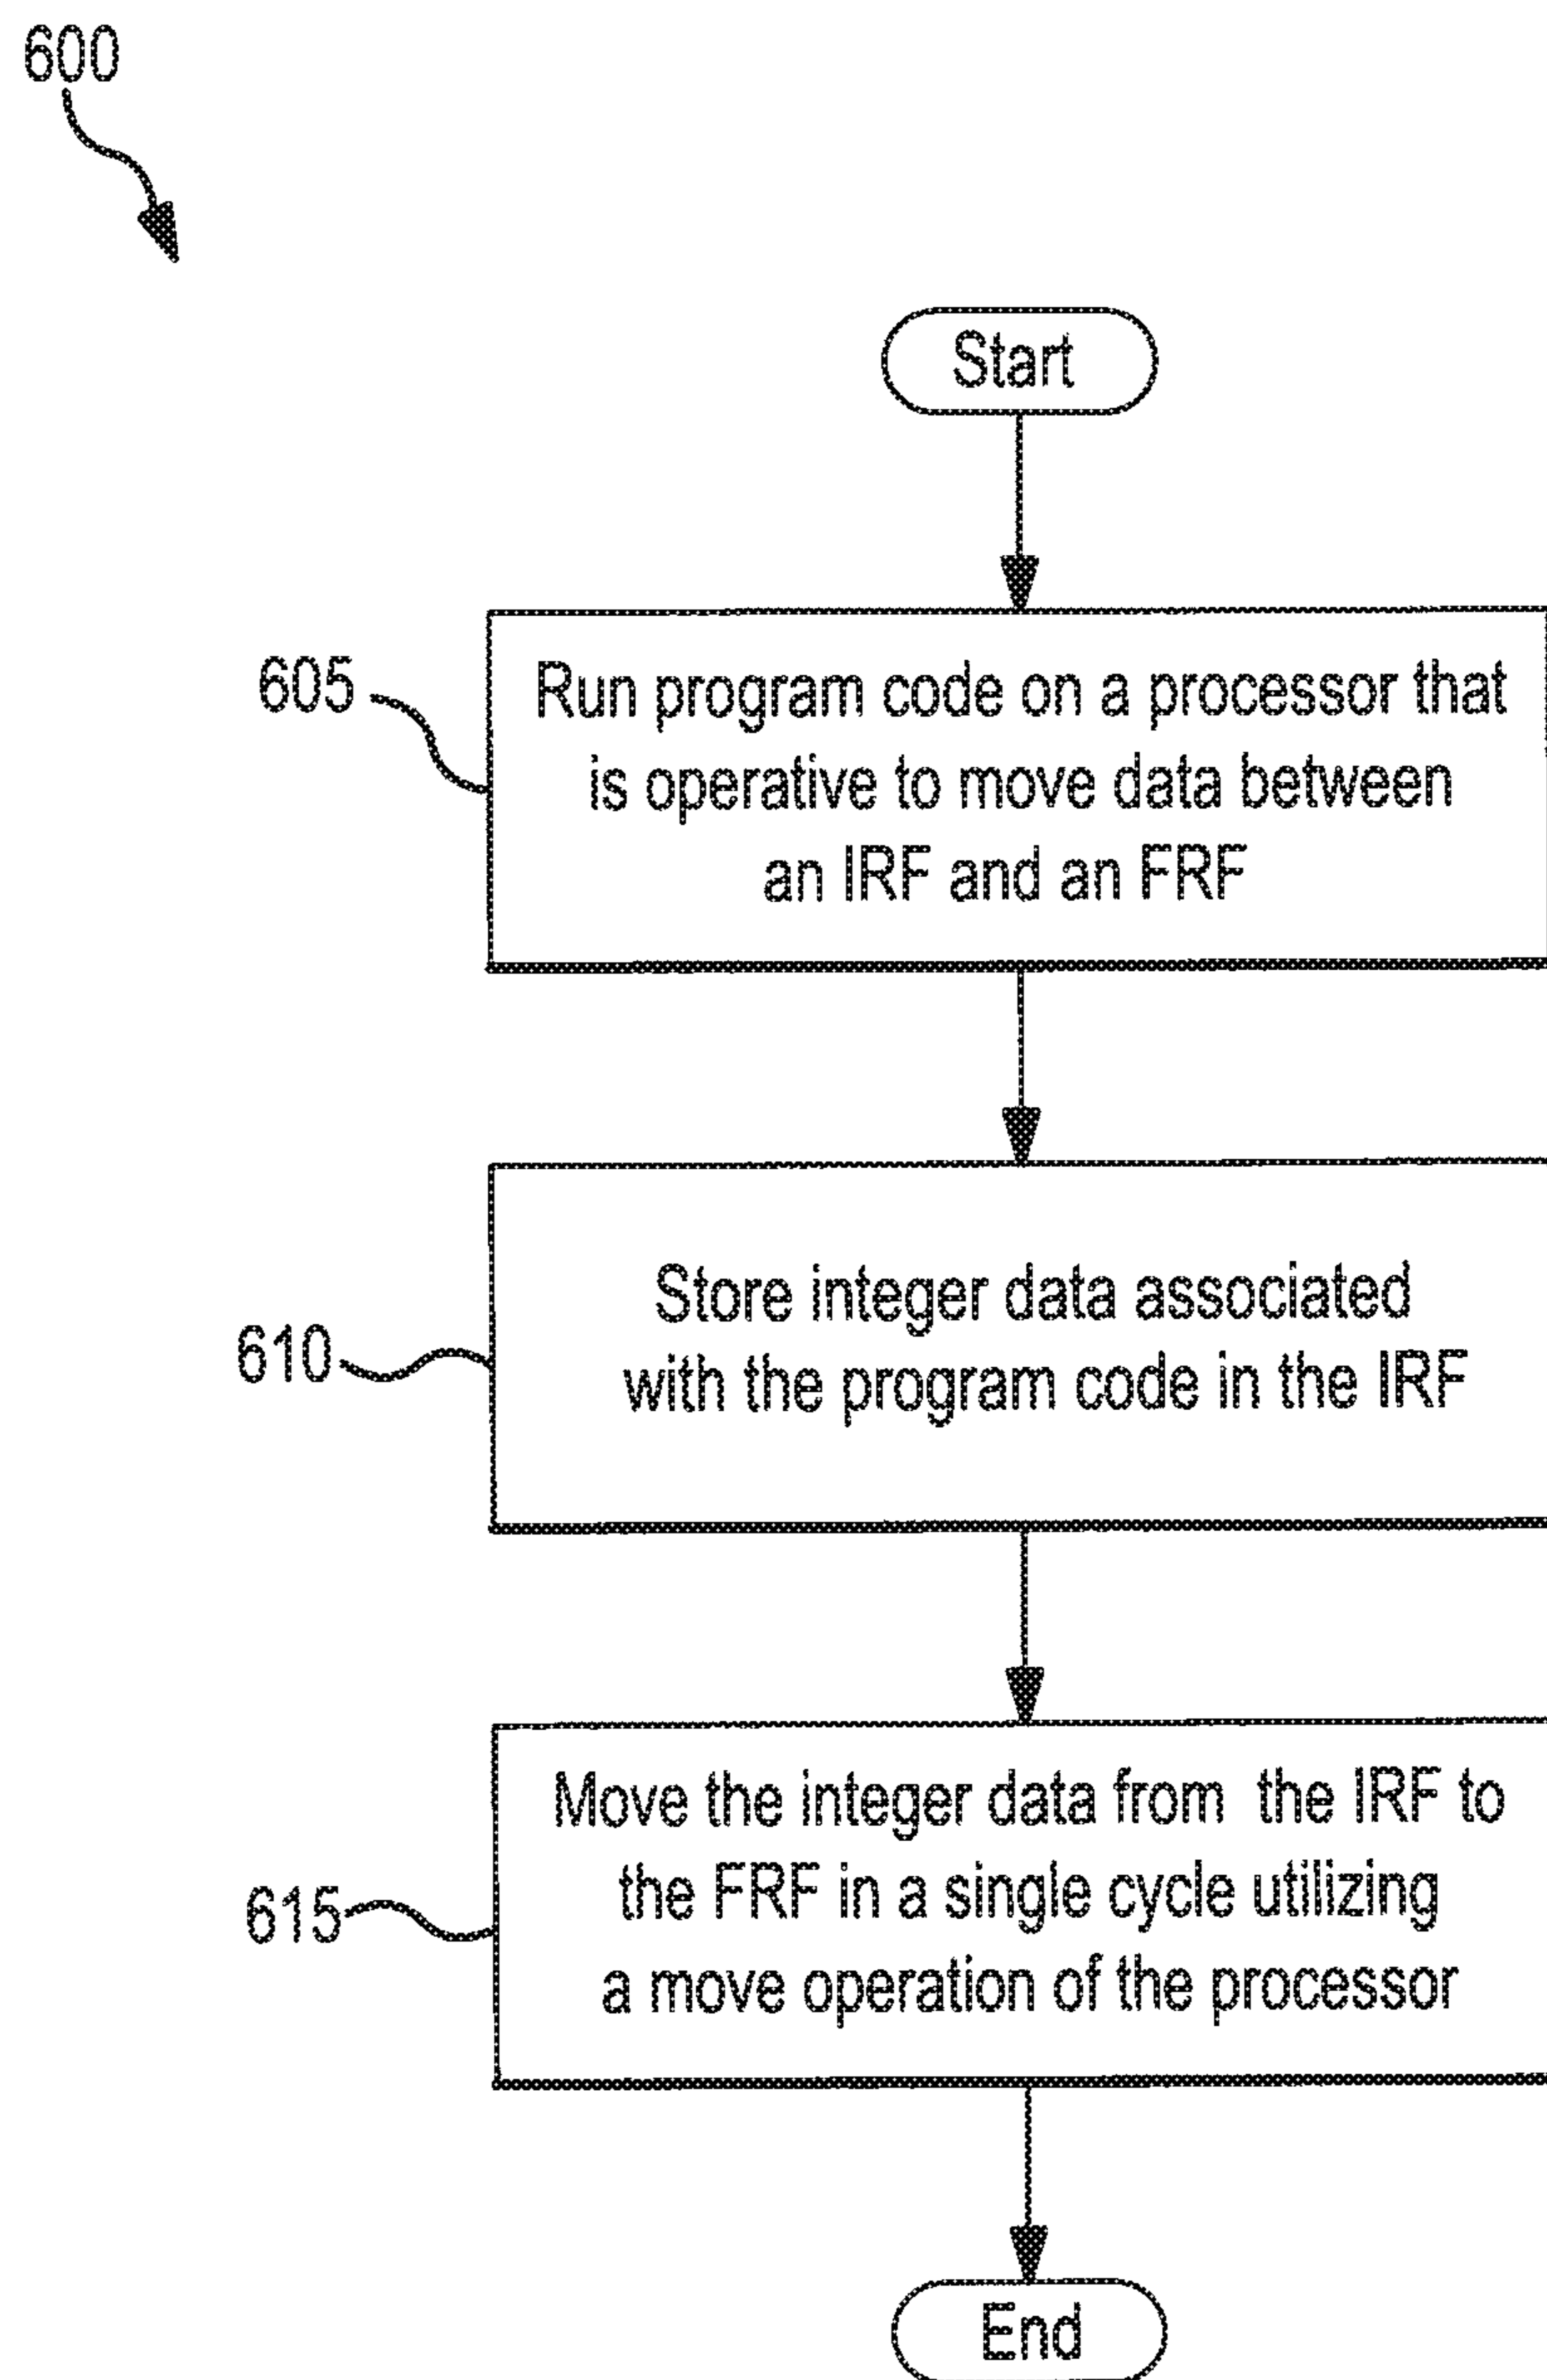 600
Start
605
Run program code on a processor that
is operative to move data between
an IRF and an FRF
610
Store integer data associated
with the program code in the IRF
615
Move the integer data from the IRF to
the FRF in a single cycle utilizing
a move operation of the processor
End